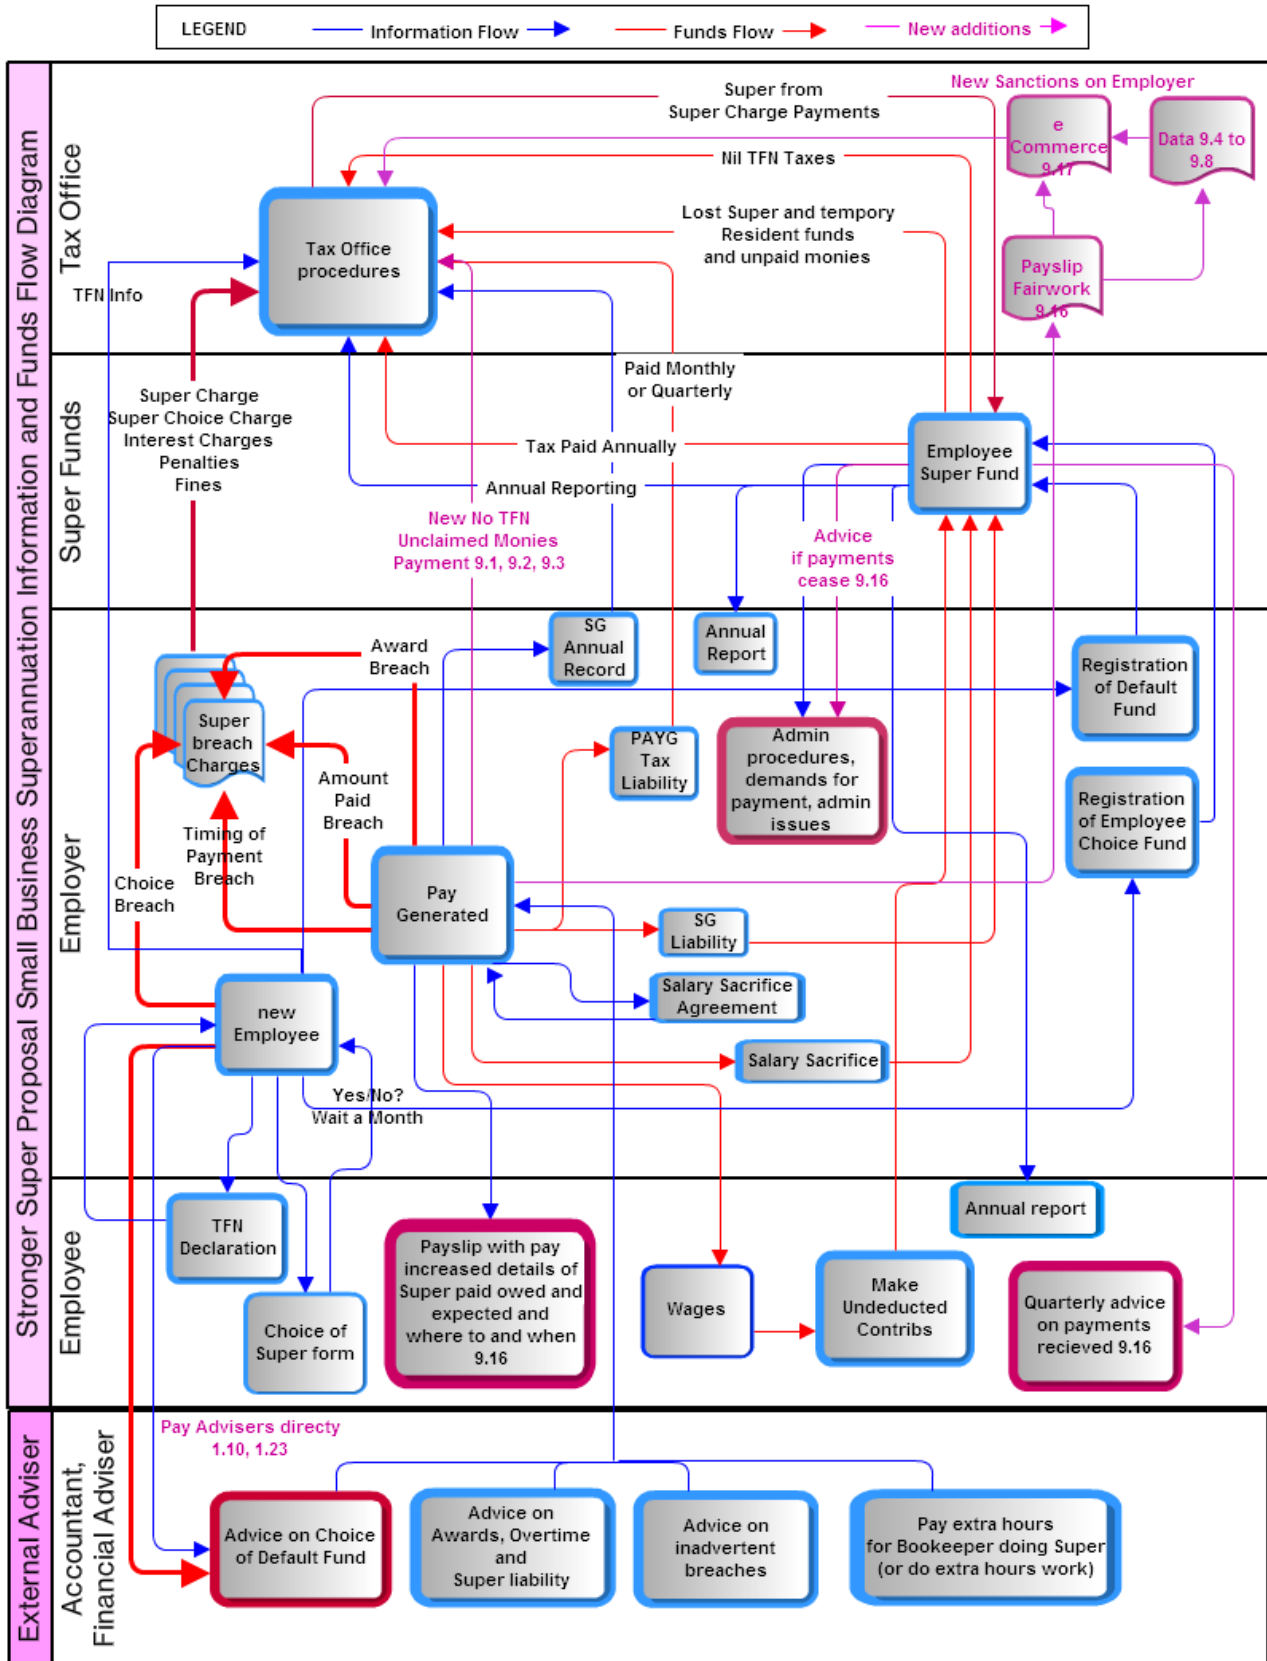 LEGEND
Information Flow
Funds Flow
New additions
Stronger Super Proposal Small Business Superannuation Information and Funds Flow Diagram
Tax Office
New Sanctions on Employer
Super from
Super Charge Payments
e
Commerce
9.17
Data 9.4 to
9.8
Nil TFN Taxes
Lost Super and tempory
Resident funds
and unpaid monies
Tax Office
procedures
Payslip
Fairwork
9.16
TFN Info
Super Funds
Paid Monthly
or Quarterly
Super Charge
Super Choice Charge
Interest Charges
Penalties
Fines
Tax Paid Annually
Employee
Super Fund
Annual Reporting
New No TFN
Unclaimed Monies
Payment 9.1, 9.2, 9.3
Advice
if payments
cease 9.16
Employer
Award
Breach
SG
Annual
Record
Annual
Report
Registration
of Default
Fund
Super
breach
Charges
PAYG
Tax
Liability
Admin
procedures,
demands for
payment, admin
issues
Amount
Paid
Breach
Registration
of Employee
Choice Fund
Timing of
Payment
Breach
Choice
Breach
Pay
Generated
SG
Liability
Salary Sacrifice
Agreement
new
Employee
Salary Sacrifice
Yes/No?
Wait a Month
Employee
TFN
Declaration
Annual report
Payslip with pay
increased details of
Super paid owed and
expected and
where to and when
9.16
Wages
Make
Undeducted
Contribs
Quarterly advice
on payments
recieved 9.16
Choice of
Super form
External Adviser
Accountant,
Financial Adviser
Pay Advisers directy
1.10, 1.23
Advice on Choice
of Default Fund
Advice on
Awards, Overtime
and
Super liability
Advice on
inadvertent
breaches
Pay extra hours
for Bookeeper doing Super
(or do extra hours work)